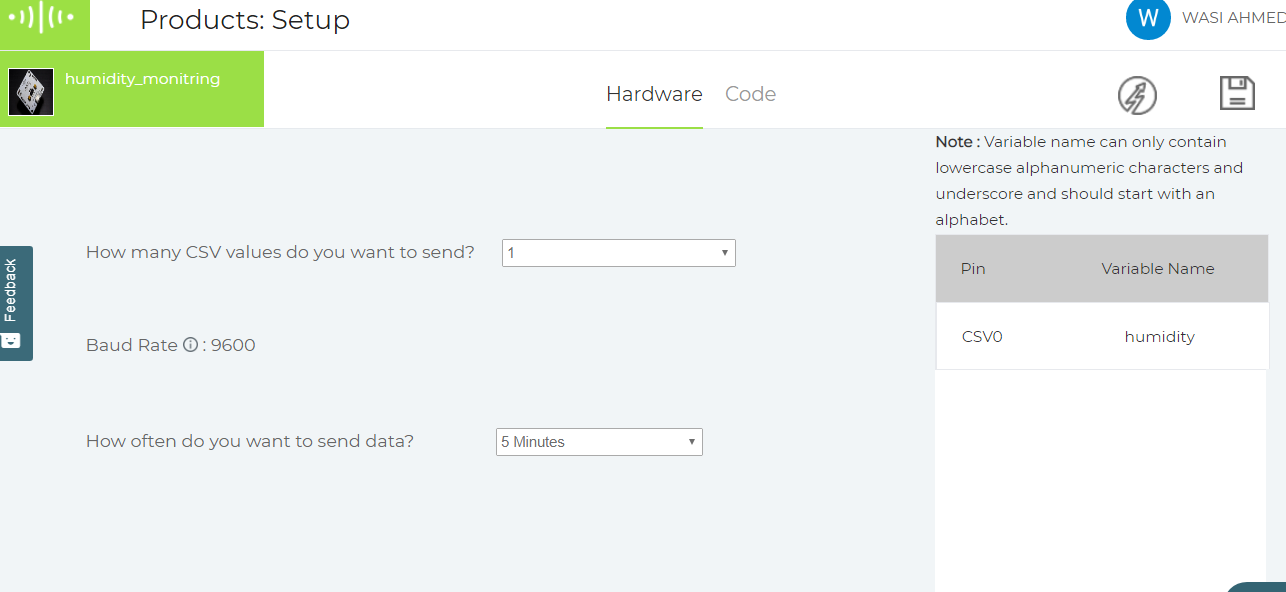 Products: Setup
W
WASI AHMED
humidity_monitring
Hardware
Code
Note : Variable name can only contain
lowercase alphanumeric characters and
underscore and should start with an
alphabet.
How many CSV values do you want to send?
1
Pin
Variable Name
Feedback
CSV0
humidity
Baud Rate i : 9600
How often do you want to send data?
5 Minutes